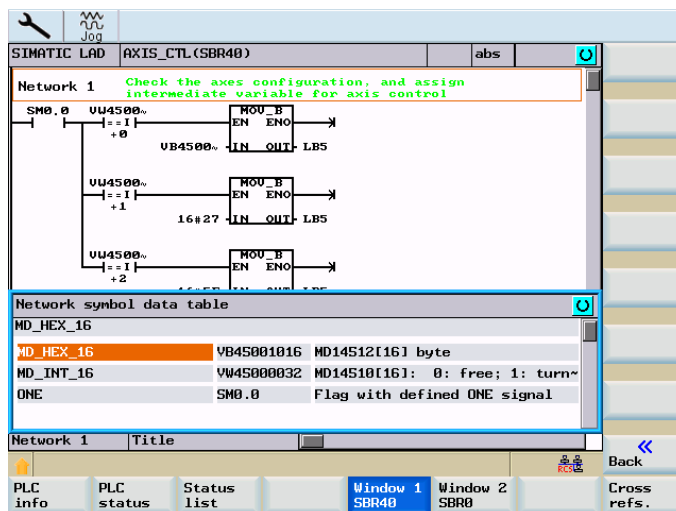 Jog
SIMATIC LAD AXIS_CTL(SBR40) abs
Network 1 Check the axes configuration, and assign
intermediate variable for axis control
SM0.0 VW4500~ MOV_B
==I EN ENO
+0
VB4500~ IN OUT LB5
VW4500~ MOV_B
==I EN ENO
+1
16#27 IN OUT LB5
VW4500~ MOV_B
==I EN ENO
+2
Network symbol data table
MD_HEX_16
MD_HEX_16 VB45001016 MD14512[16] byte
MD_INT_16 VW45000032 MD14510[16]: 0: free; 1: turn~
ONE SM0.0 Flag with defined ONE signal
Network 1 Title
RCS
Back
PLC info
PLC status
Status list
Window 1 SBR40
Window 2 SBR0
Cross refs.